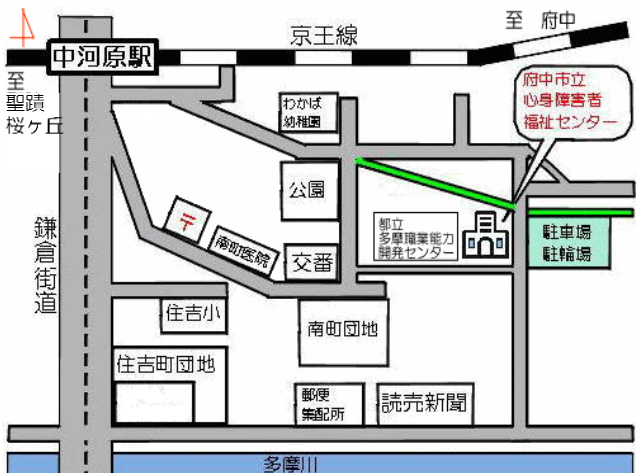 至 府中
京王線
中河原駅
至
聖蹟
桜ヶ丘
府中市立
心身障害者
福祉センター
わかば
幼稚園
公園
〒
南町医院
交番
都立
多摩職業能力
開発センター
駐車場
駐輪場
鎌倉街道
住吉小
南町団地
住吉町団地
郵便
集配所
読売新聞
多摩川